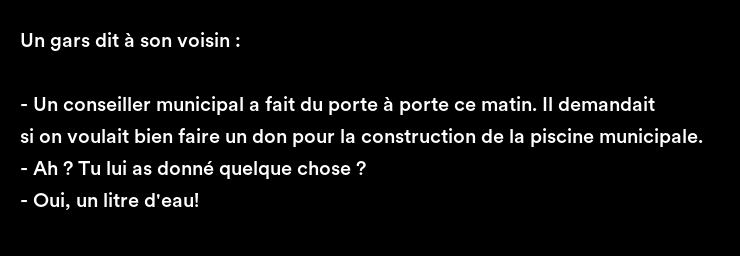 Un gars dit à son voisin :
- Un conseiller municipal a fait du porte à porte ce matin. Il demandait
si on voulait bien faire un don pour la construction de la piscine municipale.
- Ah ? Tu lui as donné quelque chose ?
- Oui, un litre d'eau!